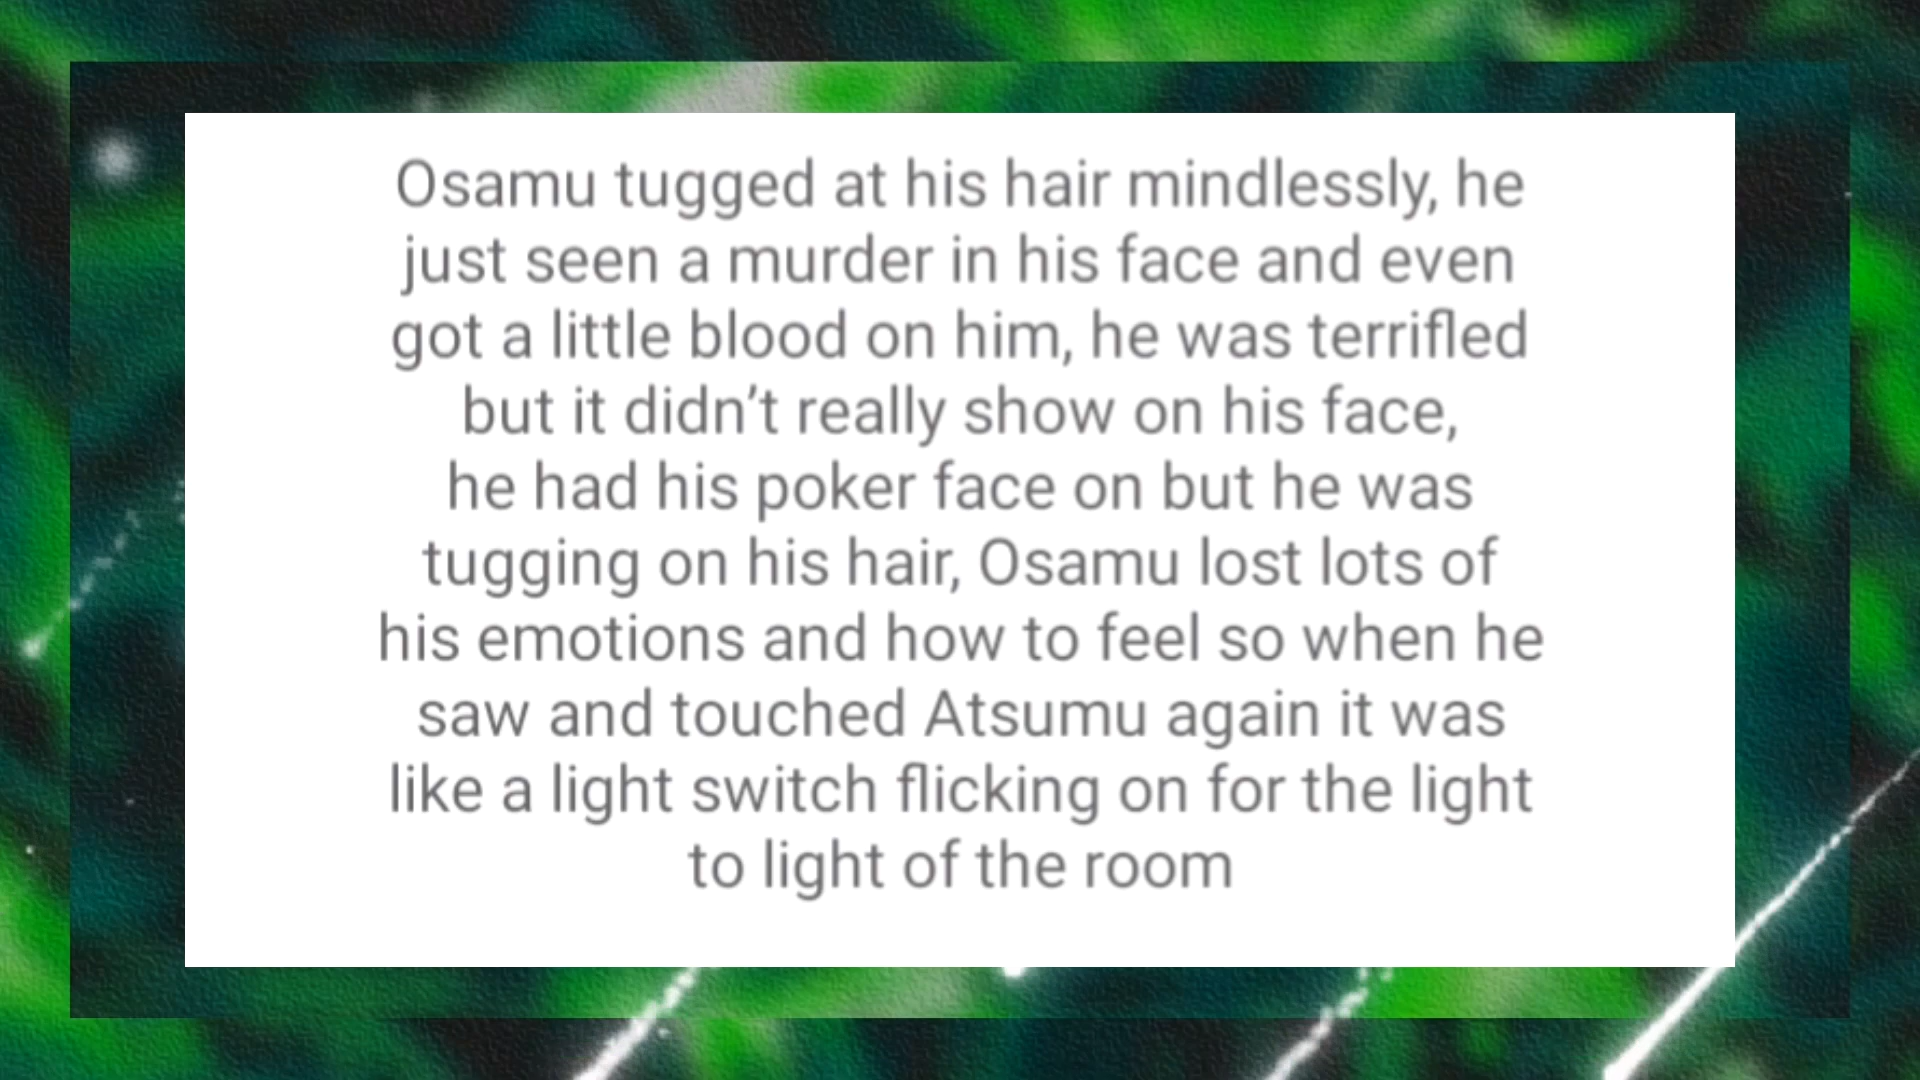 Osamu tugged at his hair mindlessly, he
just seen a murder in his face and even
got a little blood on him, he was terrified
but it didn’t really show on his face,
he had his poker face on but he was
tugging on his hair, Osamu lost lots of
his emotions and how to feel so when he
saw and touched Atsumu again it was
like a light switch flicking on for the light
to light of the room